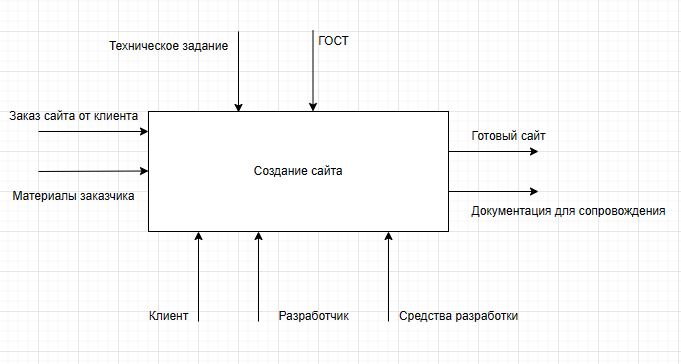 Техническое задание
ГОСТ
Заказ сайта от клиента
Готовый сайт
Создание сайта
Материалы заказчика
Документация для сопровождения
Клиент
Разработчик
Средства разработки